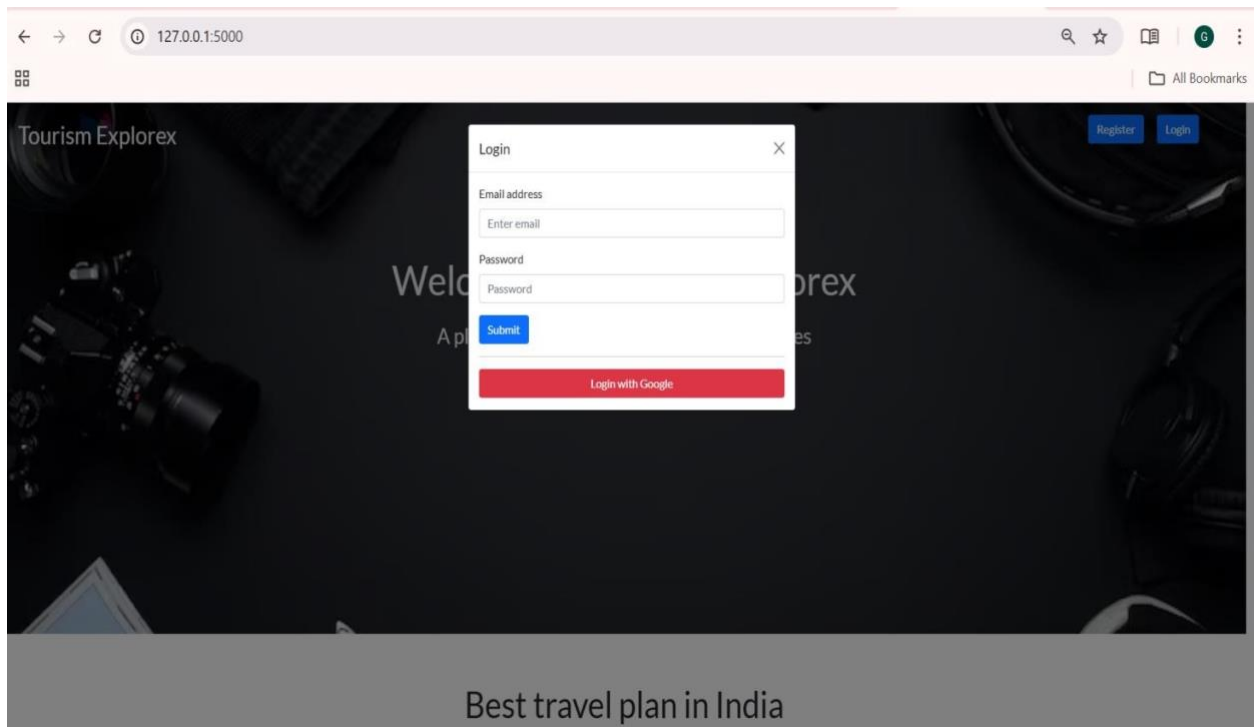 127.0.0.1:5000
G
All Bookmarks
Tourism Explorex
Register
Login
Login
Email address
Enter email
Password
Password
Submit
Login with Google
Welc
orex
A pl
es
Best travel plan in India